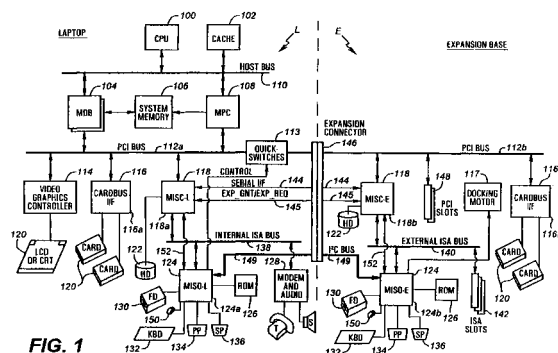 LAPTOP
L
E
EXPANSION BASE
100
CPU
102
CACHE
HOST BUS
110
104
MDB
106
SYSTEM MEMORY
108
MPC
113
QUICK-SWITCHES
EXPANSION CONNECTOR
146
PCI BUS
112a
PCI BUS
112b
114
VIDEO GRAPHICS CONTROLLER
116
CARDBUS I/F
116a
118
MISC-L
118a
CONTROL
SERIAL I/F
144
EXP_GNT/EXP_REQ
145
144
145
118
MISC-E
118b
148
PCI SLOTS
117
DOCKING MOTOR
116
CARDBUS I/F
116b
120
LCD OR CRT
CARD
CARD
120
122
HD
152
INTERNAL ISA BUS
138
122
HD
152
EXTERNAL ISA BUS
140
I²C BUS
149
149
124
MISO-L
124a
128
MODEM AND AUDIO
ROM
126
130
FD
150
KBD
132
PP
134
SP
136
T
S
124
MISO-E
124b
ROM
126
130
FD
150
KBD
132
PP
134
SP
136
CARD
CARD
120
ISA SLOTS
142
FIG. 1